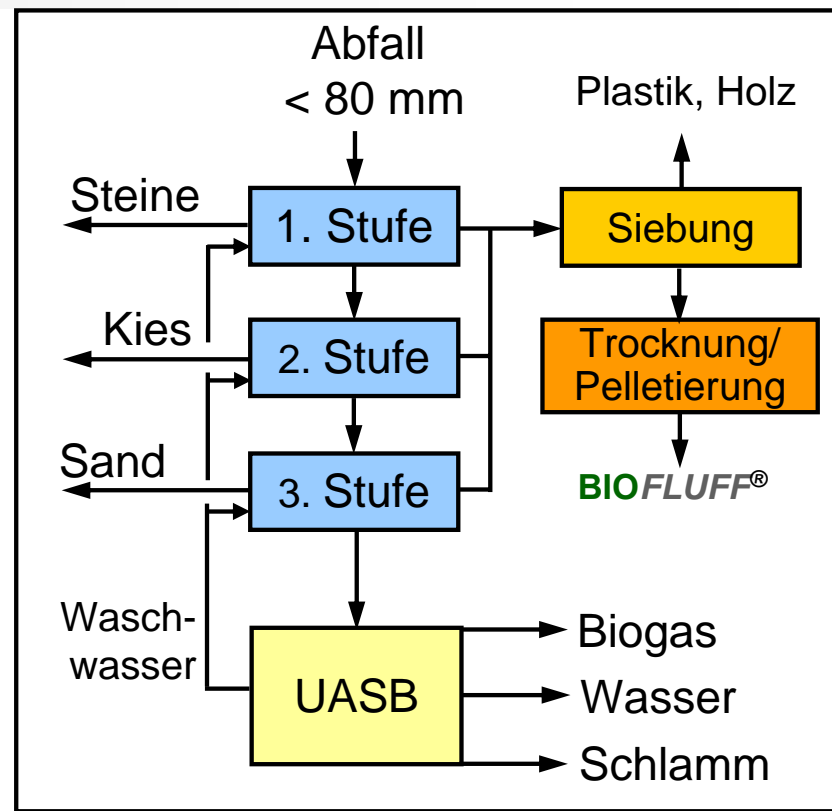 Abfall
< 80 mm
Plastik, Holz
Steine
1. Stufe
Siebung
Kies
2. Stufe
Trocknung/
Pelletierung
Sand
3. Stufe
BIOFLUFF®
Wasch-
wasser
UASB
Biogas
Wasser
Schlamm